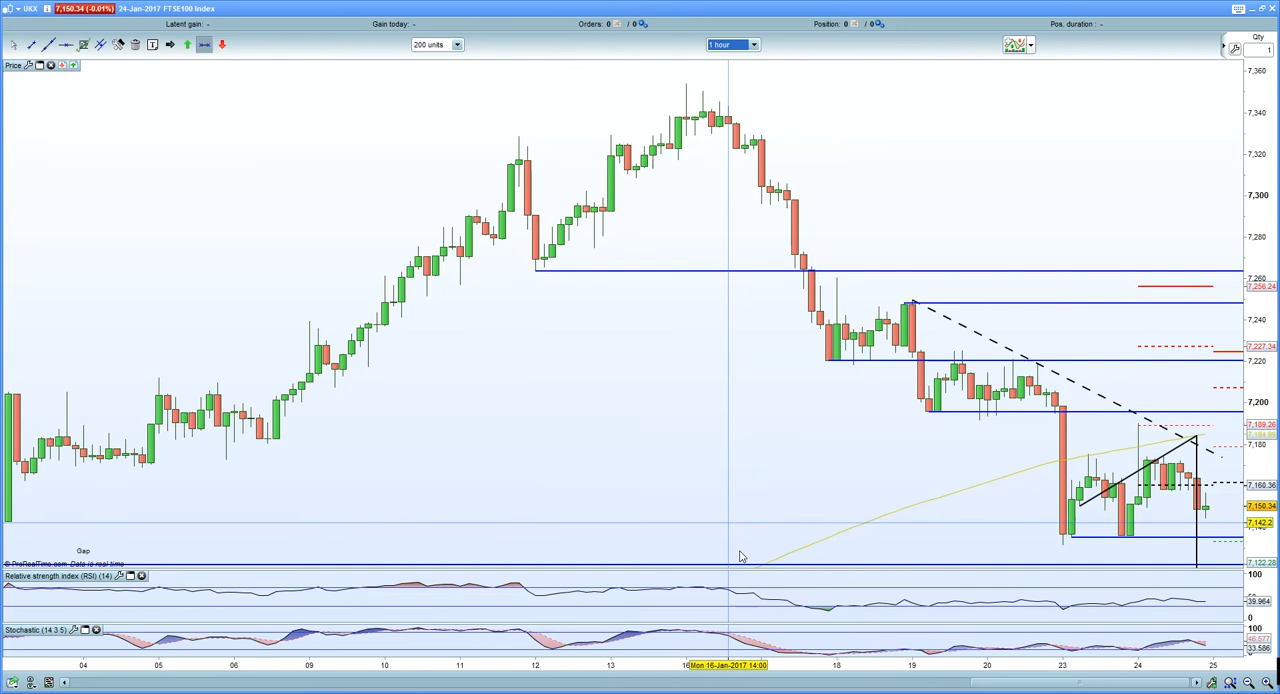 UKX 7,150.34 (-0.01%) 24-Jan-2017 FTSE100 Index
Latent gain: - Gain today: - Orders: 0 / 0 Position: 0 / 0 Pos. duration : -
200 units 1 hour Qty
1
Price
7,360
7,340
7,320
7,300
7,280
7,260
7,256.24
7,240
7,227.34
7,220
7,200
7,189.26
7,180
7,160.36
7,150.34
7,142.2
7,122.28
Gap
© ProRealTime.com Data is real time
Relative strength index (RSI) (14) 100
39.964
0
Stochastic (14 3 5) 100
46.577
33.586
04 05 06 09 10 11 12 13 16 Mon 16-Jan-2017 14:00 18 19 20 23 24 25